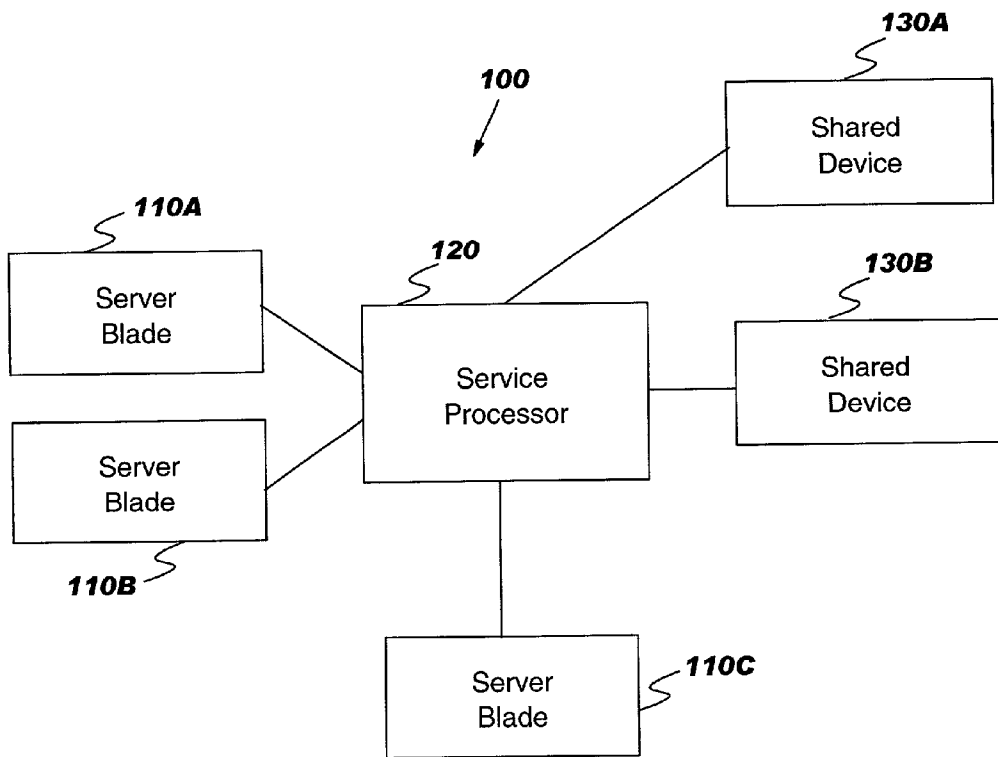 130A
100
Shared
Device
110A
Server
Blade
120
130B
Service
Processor
Shared
Device
Server
Blade
110B
110C
Server
Blade